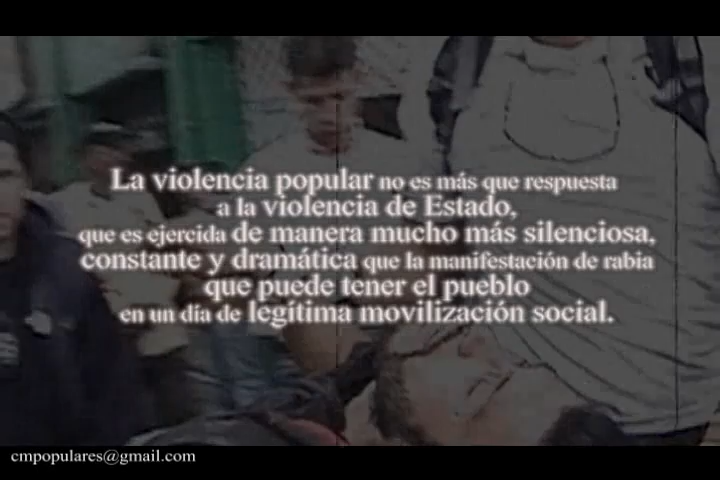 La violencia popular no es más que respuesta
a la violencia de Estado,
que es ejercida de manera mucho más silenciosa,
constante y dramática que la manifestación de rabia
que puede tener el pueblo
en un día de legítima movilización social.
cmpopulares@gmail.com